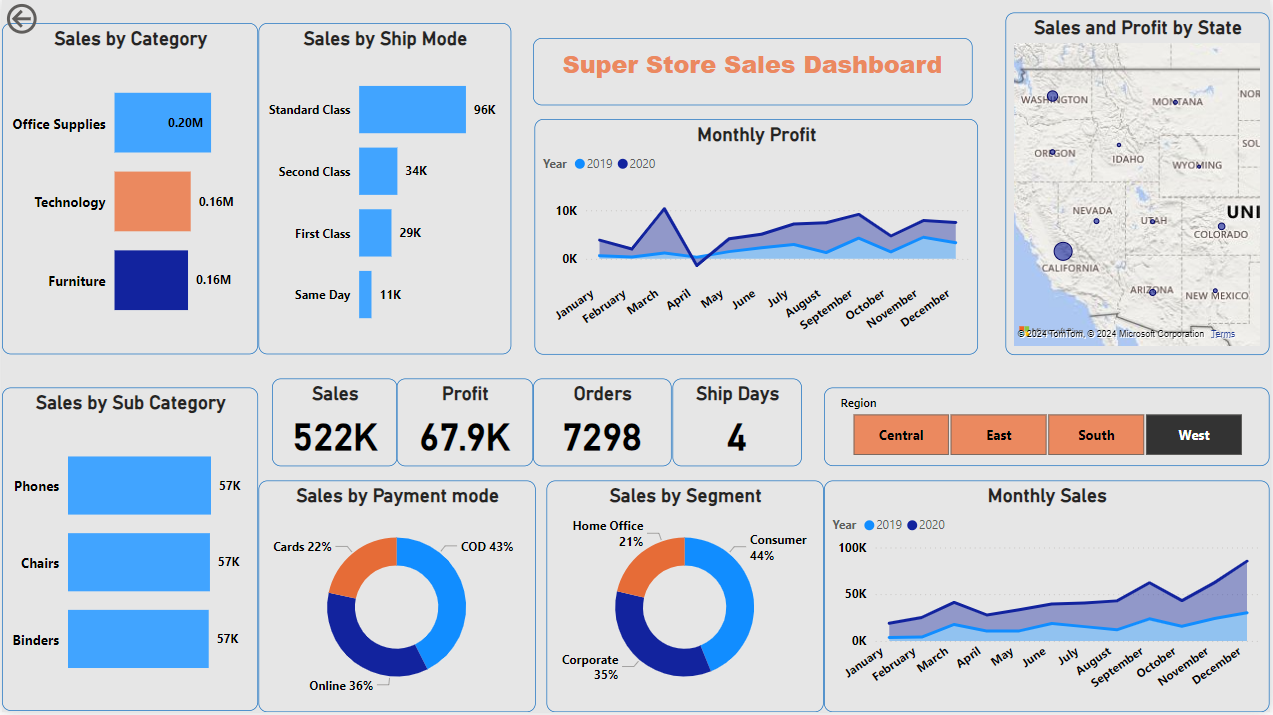 Sales by Category
Office Supplies
0.20M
Technology
0.16M
Furniture
0.16M
Sales by Ship Mode
Standard Class
96K
Second Class
34K
First Class
29K
Same Day
11K
Super Store Sales Dashboard
Monthly Profit
Year 2019 2020
10K
0K
January
February
March
April
May
June
July
August
September
October
November
December
Sales and Profit by State
WASHINGTON
MONTANA
NOR
OREGON
IDAHO
SOU
WYOMING
NEVADA
UTAH
UNI
COLORADO
CALIFORNIA
ARIZONA
NEW MEXICO
© 2024 TomTom, © 2024 Microsoft Corporation Terms
Sales by Sub Category
Phones
57K
Chairs
57K
Binders
57K
Sales
522K
Profit
67.9K
Orders
7298
Ship Days
4
Region
Central
East
South
West
Sales by Payment mode
Cards 22%
COD 43%
Online 36%
Sales by Segment
Home Office
21%
Consumer
44%
Corporate
35%
Monthly Sales
Year 2019 2020
100K
50K
0K
January
February
March
April
May
June
July
August
September
October
November
December